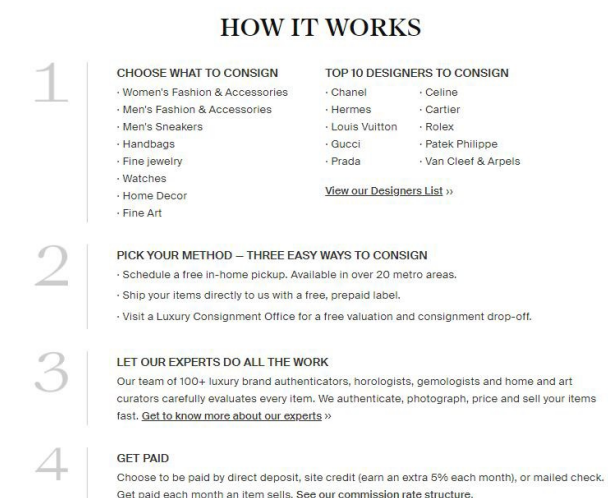 HOW IT WORKS
1
CHOOSE WHAT TO CONSIGN
· Women's Fashion & Accessories
· Men's Fashion & Accessories
· Men's Sneakers
· Handbags
· Fine jewelry
· Watches
· Home Decor
· Fine Art
TOP 10 DESIGNERS TO CONSIGN
· Chanel
· Hermes
· Louis Vuitton
· Gucci
· Prada
· Celine
· Cartier
· Rolex
· Patek Philippe
· Van Cleef & Arpels
View our Designers List ››
2
PICK YOUR METHOD – THREE EASY WAYS TO CONSIGN
· Schedule a free in-home pickup. Available in over 20 metro areas.
· Ship your items directly to us with a free, prepaid label.
· Visit a Luxury Consignment Office for a free valuation and consignment drop-off.
3
LET OUR EXPERTS DO ALL THE WORK
Our team of 100+ luxury brand authenticators, horologists, gemologists and home and art
curators carefully evaluates every item. We authenticate, photograph, price and sell your items
fast. Get to know more about our experts ››
4
GET PAID
Choose to be paid by direct deposit, site credit (earn an extra 5% each month), or mailed check.
Get paid each month an item sells. See our commission rate structure.